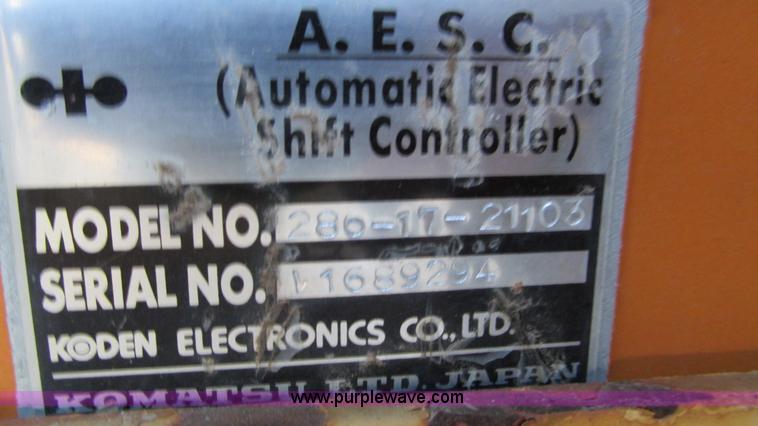 A. E. S. C.
(Automatic Electric
Shift Controller)
MODEL NO. 286-17-21103
SERIAL NO. L1689294
KODEN ELECTRONICS CO., LTD.
KOMATSU LTD. JAPAN
www.purplewave.com